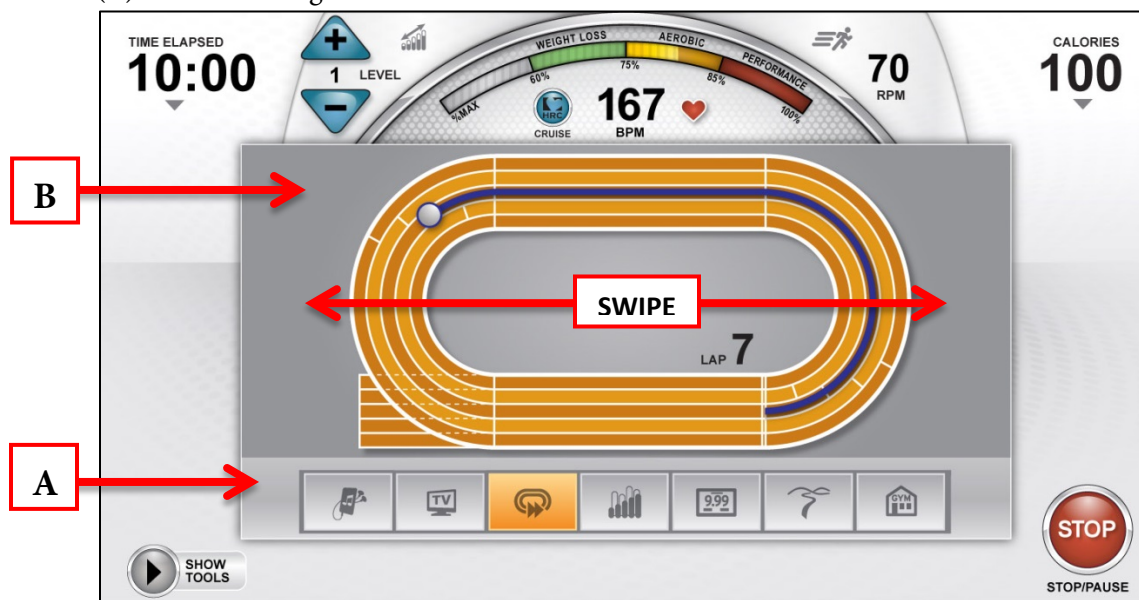 TIME ELAPSED
10:00
1 LEVEL
WEIGHT LOSS
AEROBIC
PERFORMANCE
%MAX
60%
75%
85%
100%
HRC
CRUISE
167
BPM
70
RPM
CALORIES
100
B
SWIPE
LAP 7
A
TV
9.99
GYM
SHOW
TOOLS
STOP
STOP/PAUSE